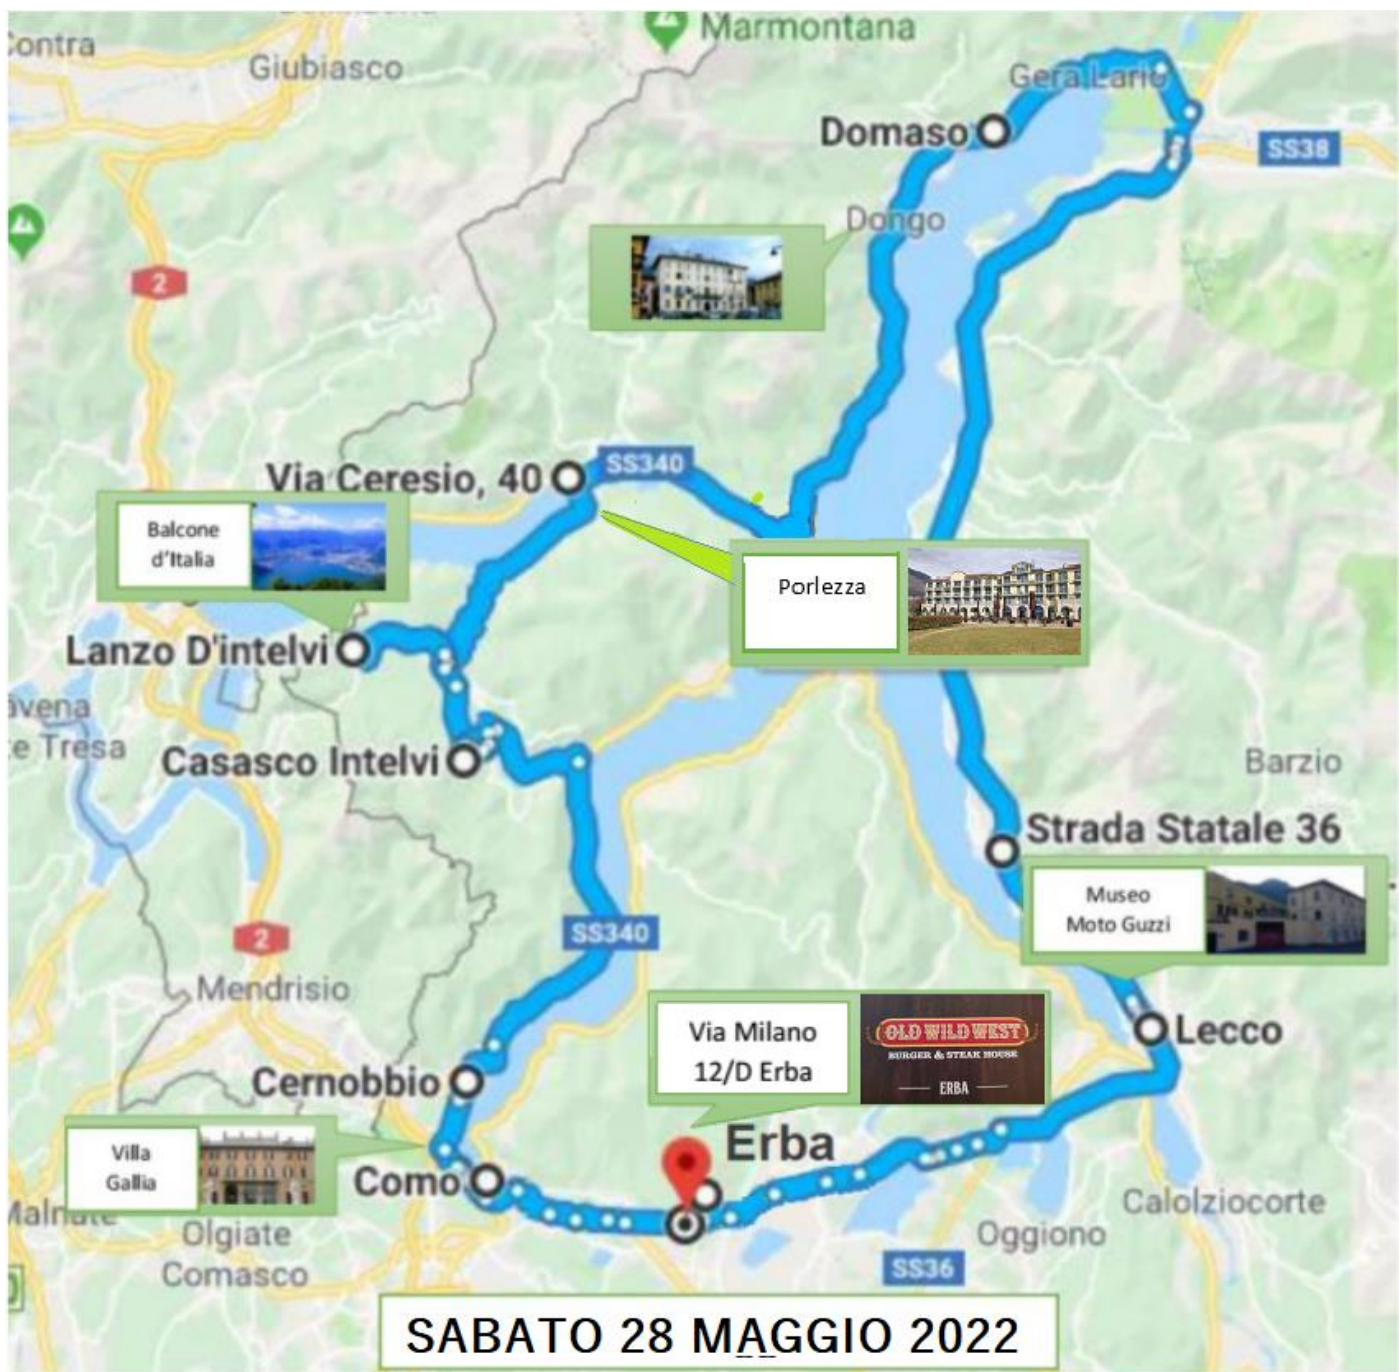 Contra
Giubiasco
Marmontana
Gera Lario
Domaso
SS38
Dongo
2
Via Ceresio, 40
SS340
Balcone
d'Italia
Porlezza
Lanzo D'intelvi
avena
te Tresa
Casasco Intelvi
Barzio
Strada Statale 36
Museo
Moto Guzzi
2
SS340
Mendrisio
Via Milano
12/D Erba
OLD WILD WEST
BURGER & STEAK HOUSE
ERBA
Lecco
Cernobbio
Villa
Gallia
Erba
Como
Malnate
Olgiate
Comasco
Calolziocorte
Oggiono
SS36
SABATO 28 MAGGIO 2022